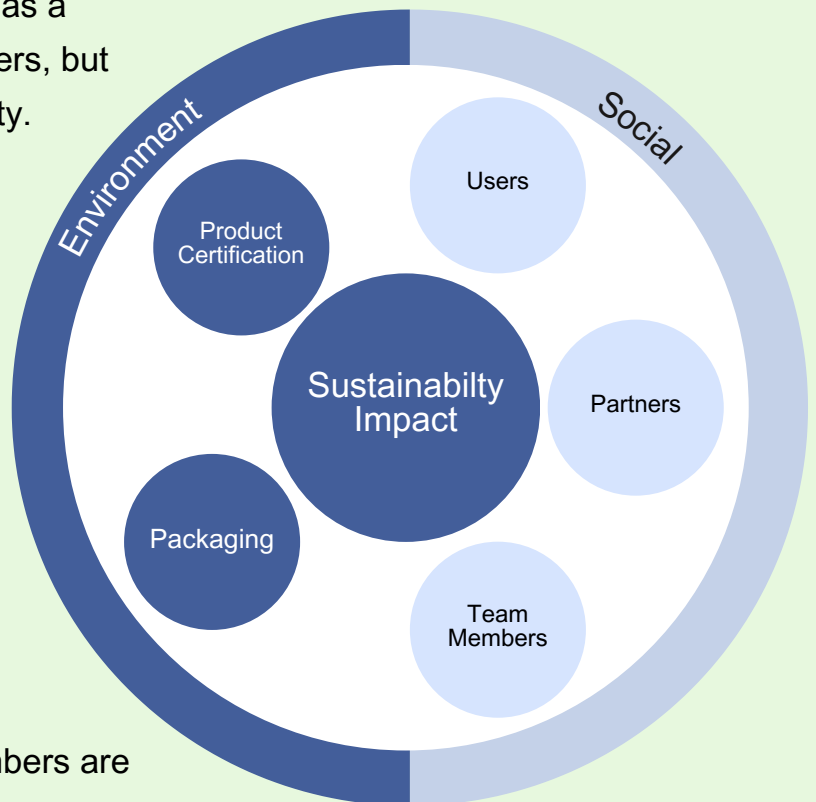 as a
ers, but
ty.
Environment
Social
Users
Product
Certification
Sustainabilty
Impact
Partners
Packaging
Team
Members
bers are